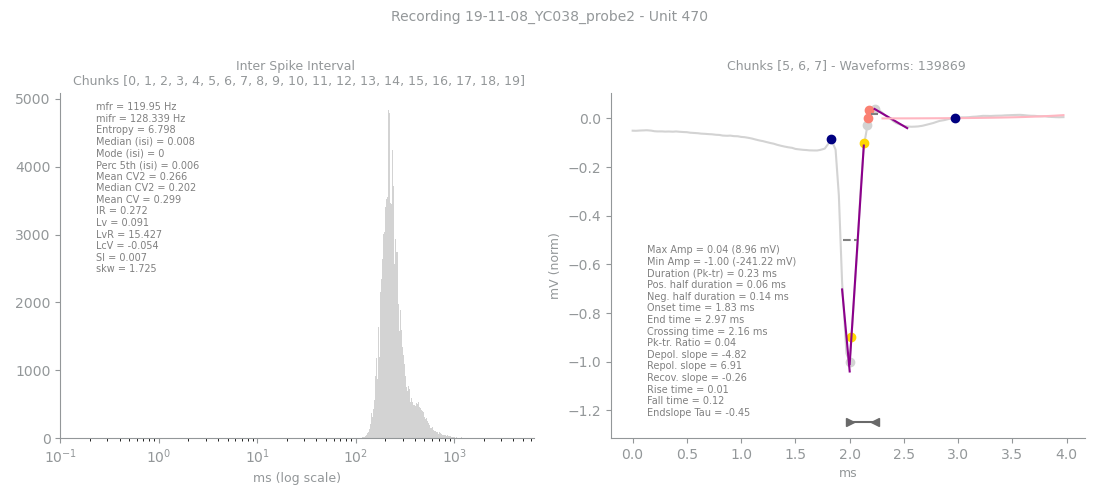 Recording 19-11-08_YC038_probe2 - Unit 470
Inter Spike Interval
Chunks [0, 1, 2, 3, 4, 5, 6, 7, 8, 9, 10, 11, 12, 13, 14, 15, 16, 17, 18, 19]
5000
4000
3000
2000
1000
0
mfr = 119.95 Hz
mifr = 128.339 Hz
Entropy = 6.798
Median (isi) = 0.008
Mode (isi) = 0
Perc 5th (isi) = 0.006
Mean CV2 = 0.266
Median CV2 = 0.202
Mean CV = 0.299
IR = 0.272
Lv = 0.091
LvR = 15.427
LcV = -0.054
SI = 0.007
skw = 1.725
10⁻¹ 10⁰ 10¹ 10² 10³
ms (log scale)
Chunks [5, 6, 7] - Waveforms: 139869
mV (norm)
0.0
−0.2
−0.4
−0.6
−0.8
−1.0
−1.2
Max Amp = 0.04 (8.96 mV)
Min Amp = -1.00 (-241.22 mV)
Duration (Pk-tr) = 0.23 ms
Pos. half duration = 0.06 ms
Neg. half duration = 0.14 ms
Onset time = 1.83 ms
End time = 2.97 ms
Crossing time = 2.16 ms
Pk-tr. Ratio = 0.04
Depol. slope = -4.82
Repol. slope = 6.91
Recov. slope = -0.26
Rise time = 0.01
Fall time = 0.12
Endslope Tau = -0.45
0.0 0.5 1.0 1.5 2.0 2.5 3.0 3.5 4.0
ms